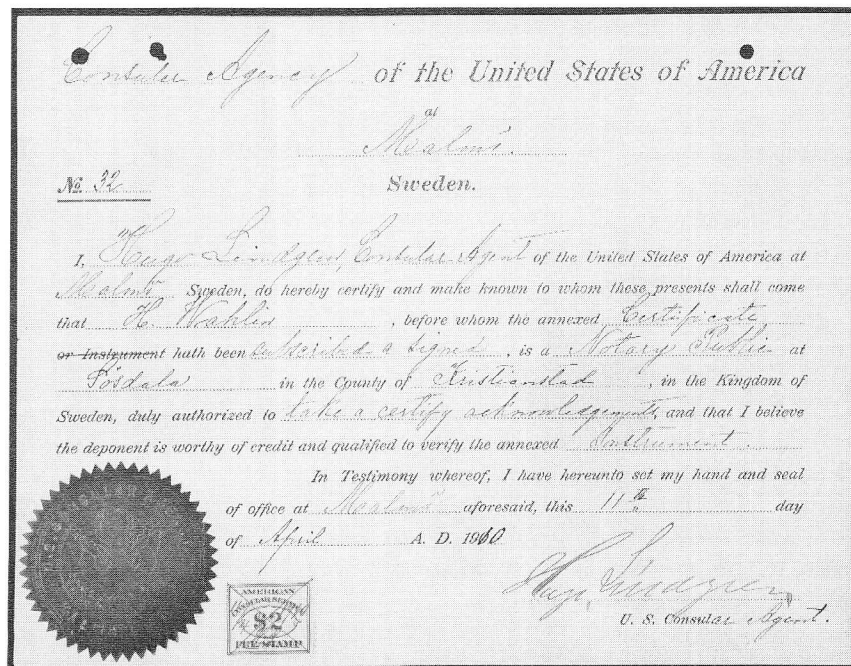 Consular Agency of the United States of America
at
Malmö.
No. 32
Sweden.
I, Hugo Lindgren, Consular Agent of the United States of America at
Malmö Sweden, do hereby certify and make known to whom these presents shall come
that H. Wahlin , before whom the annexed Certificate
or Instrument hath been subscribed & signed , is a Notary Public at
Sösdala in the County of Kristianstad , in the Kingdom of
Sweden, duly authorized to take & certify acknowledgements, and that I believe
the deponent is worthy of credit and qualified to verify the annexed Instrument.
In Testimony whereof, I have hereunto set my hand and seal
of office at Malmö aforesaid, this 11th day
of April A. D. 1910
Hugo Lindgren
U. S. Consular Agent.
AMERICAN
CONSULAR SERVICE
$2
FEE STAMP